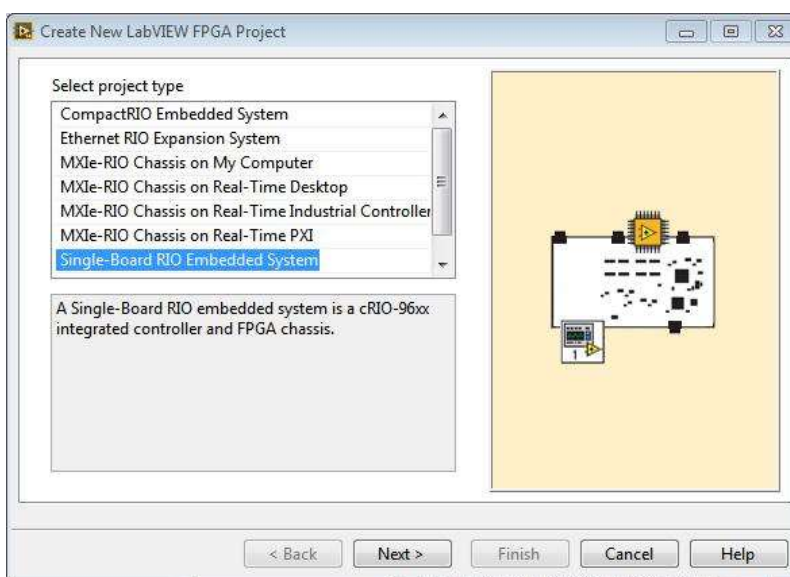 Create New LabVIEW FPGA Project
Select project type
CompactRIO Embedded System
Ethernet RIO Expansion System
MXIe-RIO Chassis on My Computer
MXIe-RIO Chassis on Real-Time Desktop
MXIe-RIO Chassis on Real-Time Industrial Controller
MXIe-RIO Chassis on Real-Time PXI
Single-Board RIO Embedded System
A Single-Board RIO embedded system is a cRIO-96xx
integrated controller and FPGA chassis.
1
< Back Next > Finish Cancel Help